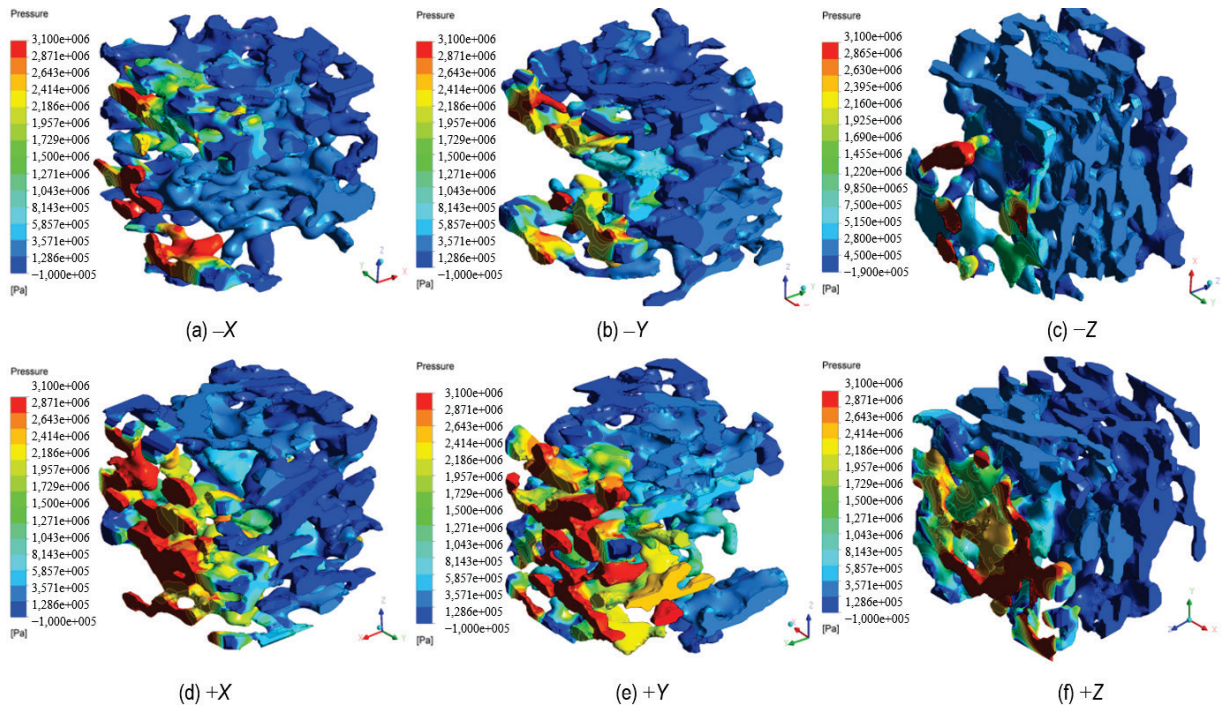 Pressure
3,100e+006
2,871e+006
2,643e+006
2,414e+006
2,186e+006
1,957e+006
1,729e+006
1,500e+006
1,271e+006
1,043e+006
8,143e+005
5,857e+005
3,571e+005
1,286e+005
−1,000e+005
[Pa]
(a) –X
Pressure
3,100e+006
2,871e+006
2,643e+006
2,414e+006
2,186e+006
1,957e+006
1,729e+006
1,500e+006
1,271e+006
1,043e+006
8,143e+005
5,857e+005
3,571e+005
1,286e+005
−1,000e+005
[Pa]
Z
Y
(b) –Y
Pressure
3,100e+006
2,865e+006
2,630e+006
2,395e+006
2,160e+006
1,925e+006
1,690e+006
1,455e+006
1,220e+006
9,850e+0065
7,500e+005
5,150e+005
2,800e+005
4,500e+005
−1,900e+005
[Pa]
X
Z
Y
(c) –Z
Pressure
3,100e+006
2,871e+006
2,643e+006
2,414e+006
2,186e+006
1,957e+006
1,729e+006
1,500e+006
1,271e+006
1,043e+006
8,143e+005
5,857e+005
3,571e+005
1,286e+005
−1,000e+005
[Pa]
Z
X
Y
(d) +X
Pressure
3,100e+006
2,871e+006
2,643e+006
2,414e+006
2,186e+006
1,957e+006
1,729e+006
1,500e+006
1,271e+006
1,043e+006
8,143e+005
5,857e+005
3,571e+005
1,286e+005
−1,000e+005
[Pa]
Z
Y
(e) +Y
Pressure
3,100e+006
2,871e+006
2,643e+006
2,414e+006
2,186e+006
1,957e+006
1,729e+006
1,500e+006
1,271e+006
1,043e+006
8,143e+005
5,857e+005
3,571e+005
1,286e+005
−1,000e+005
[Pa]
Y
Z
X
(f) +Z